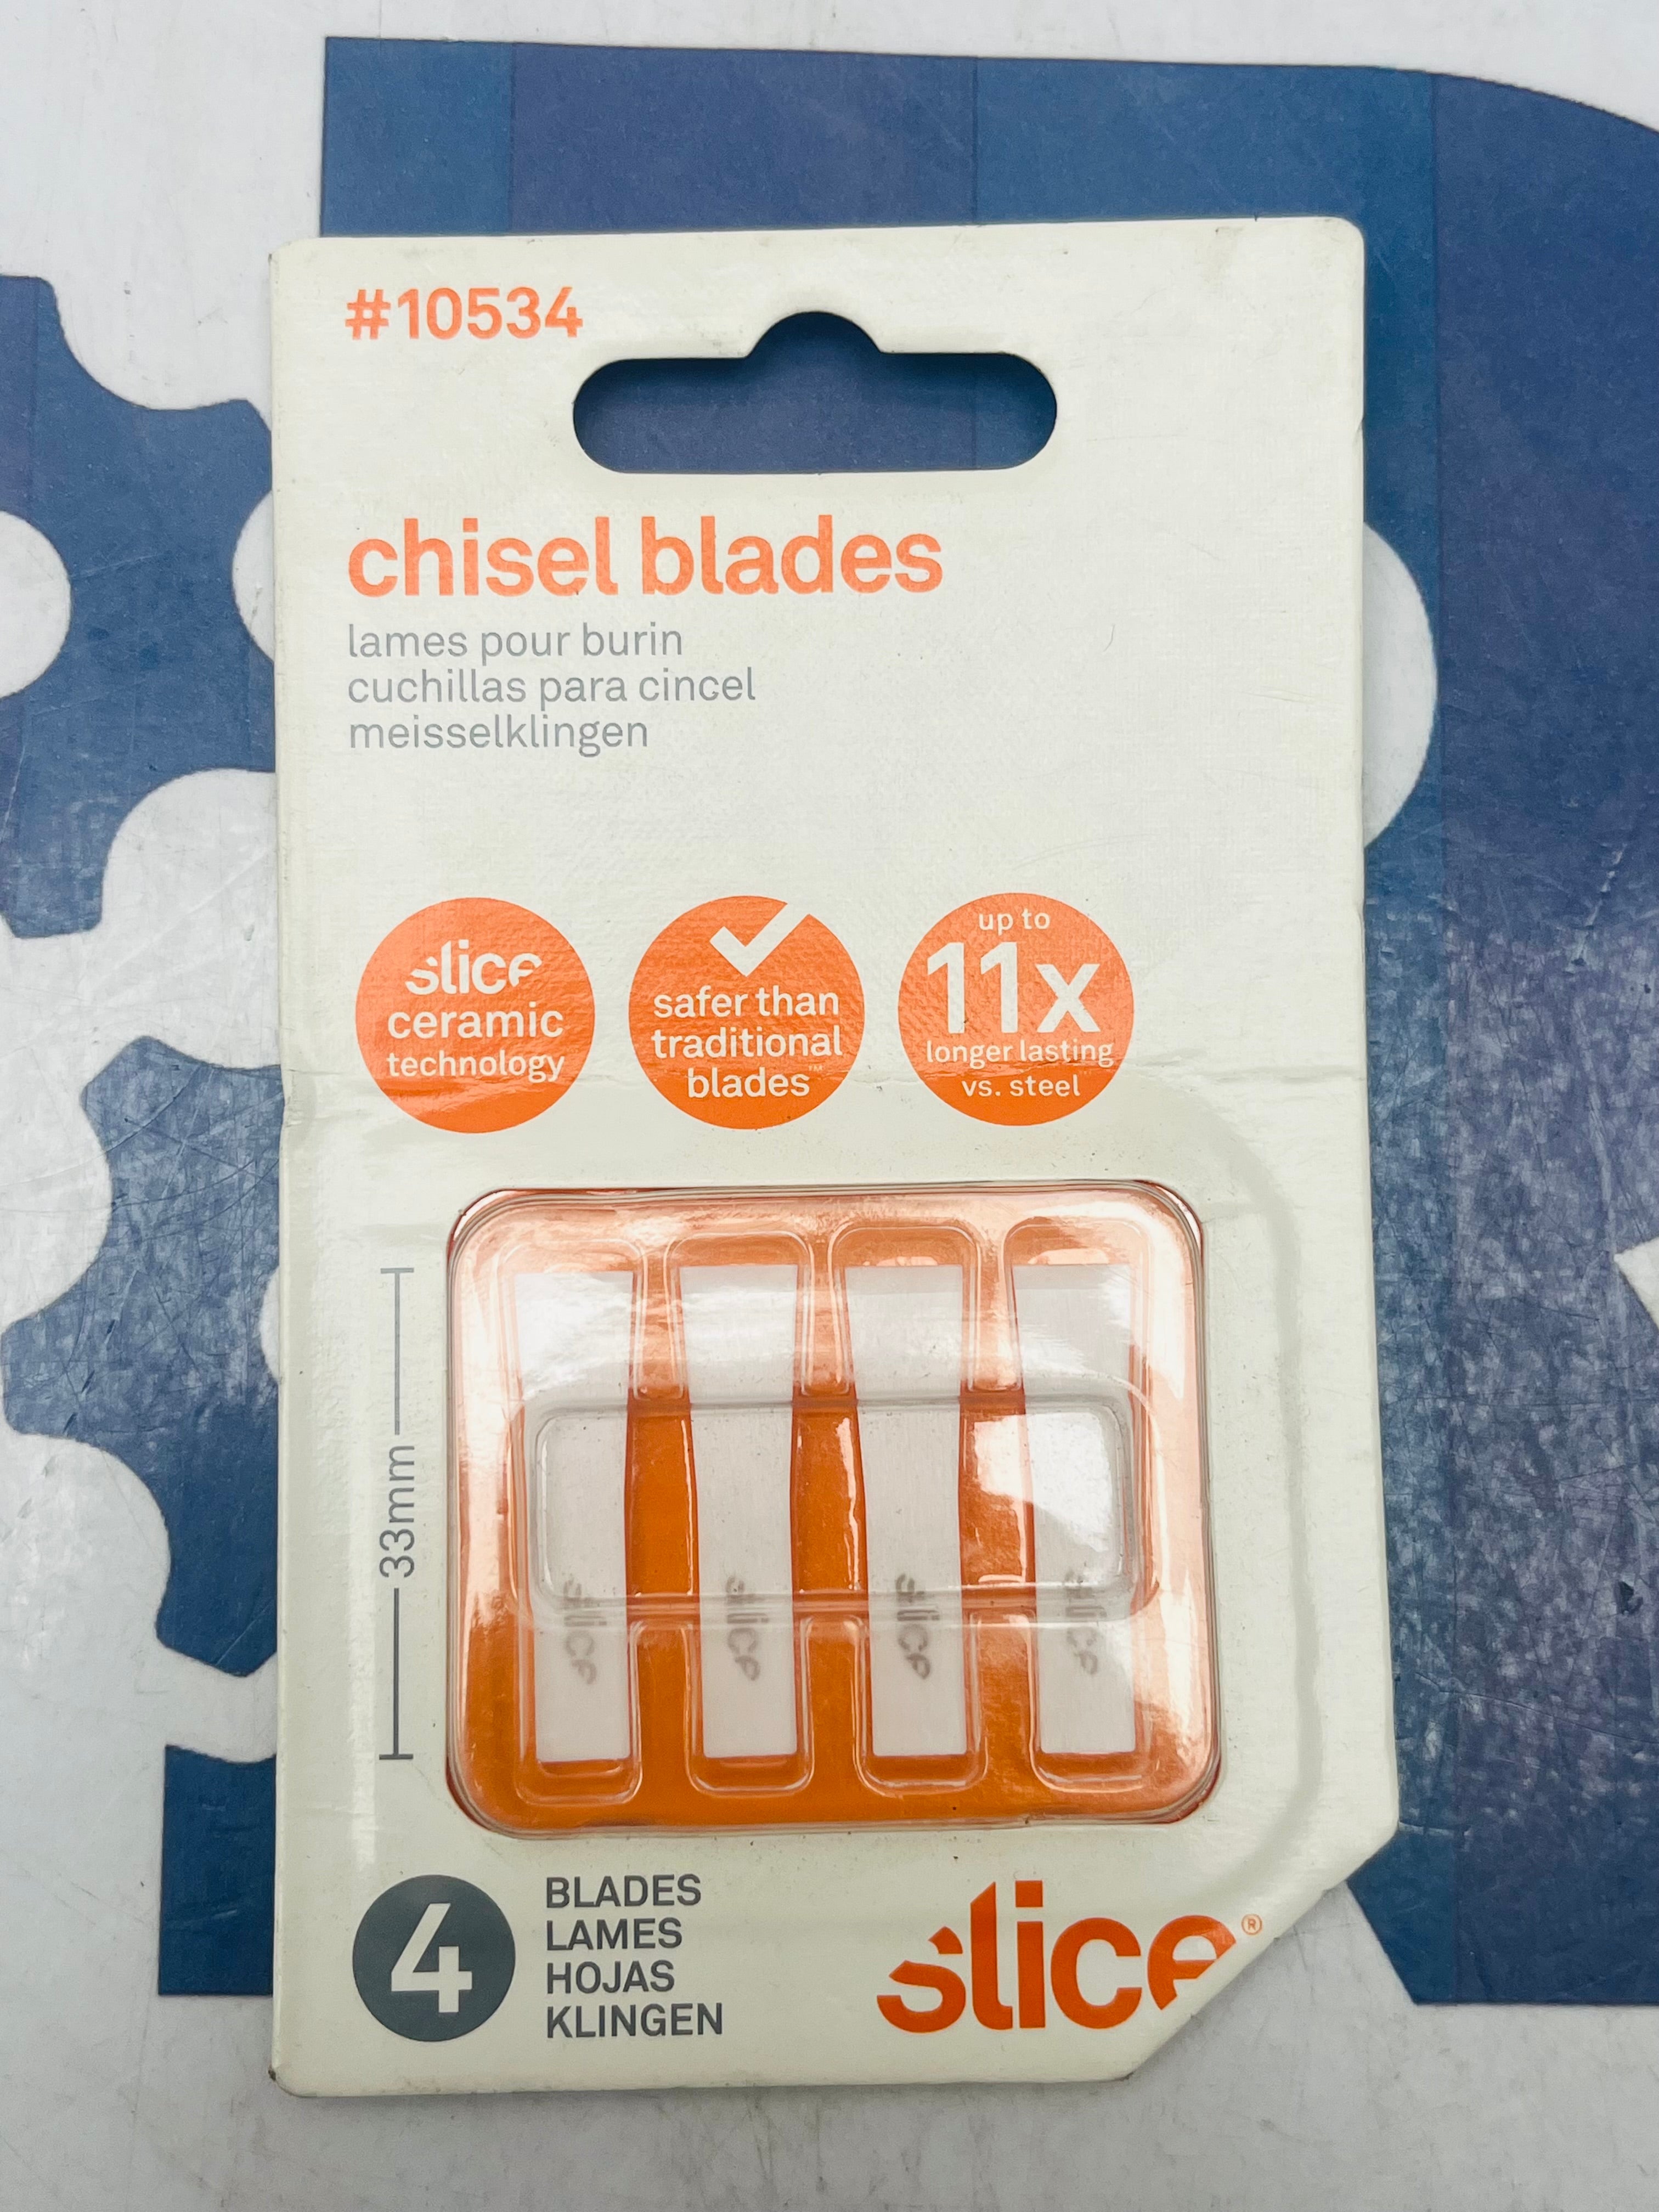 #10534
chisel blades
lames pour burin
cuchillas para cincel
meisselklingen
slice
ceramic
technology
safer than
traditional
blades™
up to
11x
longer lasting
vs. steel
33mm
slice
slice
slice
slice
4
BLADES
LAMES
HOJAS
KLINGEN
slice®